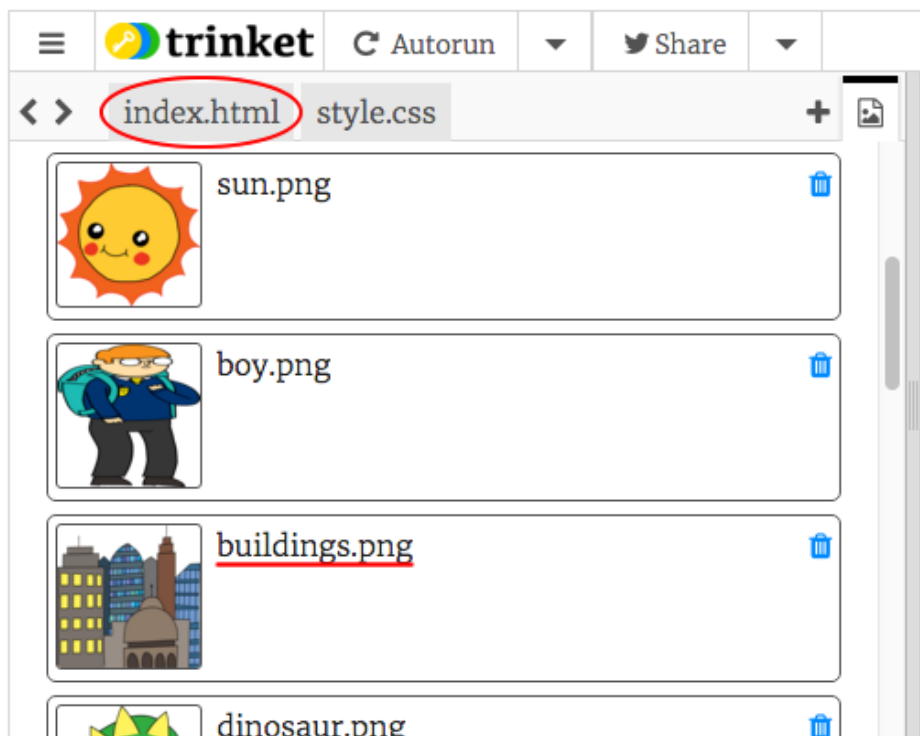 trinket Autorun Share
index.html style.css
sun.png
boy.png
buildings.png
dinosaur.png